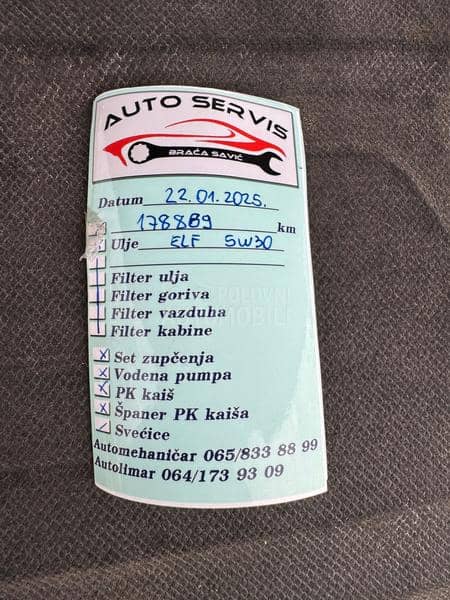 AUTO SERVIS
BRAĆA SAVIĆ
Datum 22.01.2025.
178889 km
Ulje ELF 5W30
Filter ulja
Filter goriva
Filter vazduha
Filter kabine
Set zupčenja
Vodena pumpa
PK kaiš
Španer PK kaiša
Svećice
Automehaničar 065/833 88 99
Autolimar 064/173 93 09
POLOVNI
MOBILI